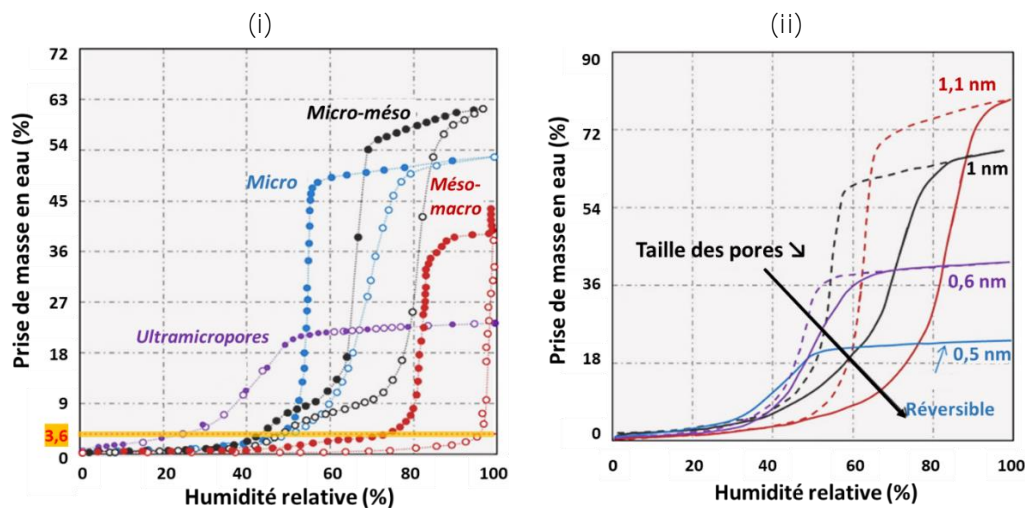 (i)
72
63
54
45
36
27
18
9
3,6
0
Prise de masse en eau (%)
Micro-méso
Micro
Méso-
macro
Ultramicropores
0 20 40 60 80 100
Humidité relative (%)
(ii)
90
72
54
36
18
0
Prise de masse en eau (%)
1,1 nm
1 nm
Taille des pores ↘
0,6 nm
0,5 nm
Réversible
0 20 40 60 80 100
Humidité relative (%)